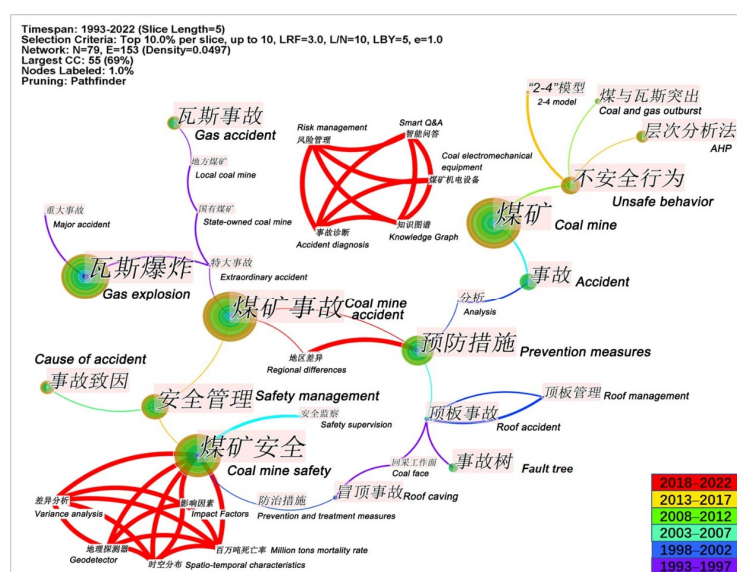 Timespan: 1993-2022 (Slice Length=5)
Selection Criteria: Top 10.0% per slice, up to 10, LRF=3.0, L/N=10, LBY=5, e=1.0
Network: N=79, E=153 (Density=0.0497)
Largest CC: 55 (69%)
Nodes Labeled: 1.0%
Pruning: Pathfinder
瓦斯事故
Gas accident
地方煤矿
Local coal mine
国有煤矿
State-owned coal mine
重大事故
Major accident
瓦斯爆炸
Gas explosion
特大事故
Extraordinary accident
Risk management
风险管理
Smart Q&A
智能问答
Coal electromechanical
equipment
煤矿机电设备
事故诊断
Accident diagnosis
知识图谱
Knowledge Graph
“2-4”模型
2-4 model
煤与瓦斯突出
Coal and gas outburst
层次分析法
AHP
不安全行为
Unsafe behavior
煤矿
Coal mine
事故
Accident
分析
Analysis
煤矿事故
Coal mine
accident
地区差异
Regional differences
预防措施
Prevention measures
Cause of accident
事故致因
安全管理
Safety management
安全监察
Safety supervision
煤矿安全
Coal mine safety
顶板管理
Roof management
顶板事故
Roof accident
回采工作面
Coal face
事故树
Fault tree
冒顶事故
Roof caving
防治措施
Prevention and treatment measures
差异分析
Variance analysis
影响因素
Impact Factors
地理探测器
Geodetector
百万吨死亡率
Million tons mortality rate
时空分布
Spatio-temporal characteristics
2018–2022
2013–2017
2008–2012
2003–2007
1998–2002
1993–1997